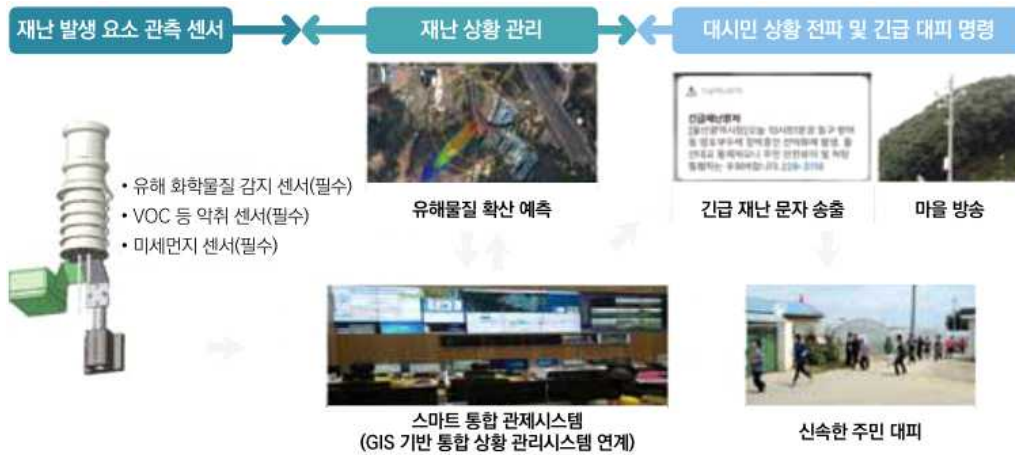 재난 발생 요소 관측 센서
재난 상황 관리
대시민 상황 전파 및 긴급 대피 명령
• 유해 화학물질 감지 센서(필수)
• VOC 등 악취 센서(필수)
• 미세먼지 센서(필수)
유해물질 확산 예측
긴급재난문자
긴급 재난 문자 송출
마을 방송
스마트 통합 관제시스템
(GIS 기반 통합 상황 관리시스템 연계)
신속한 주민 대피